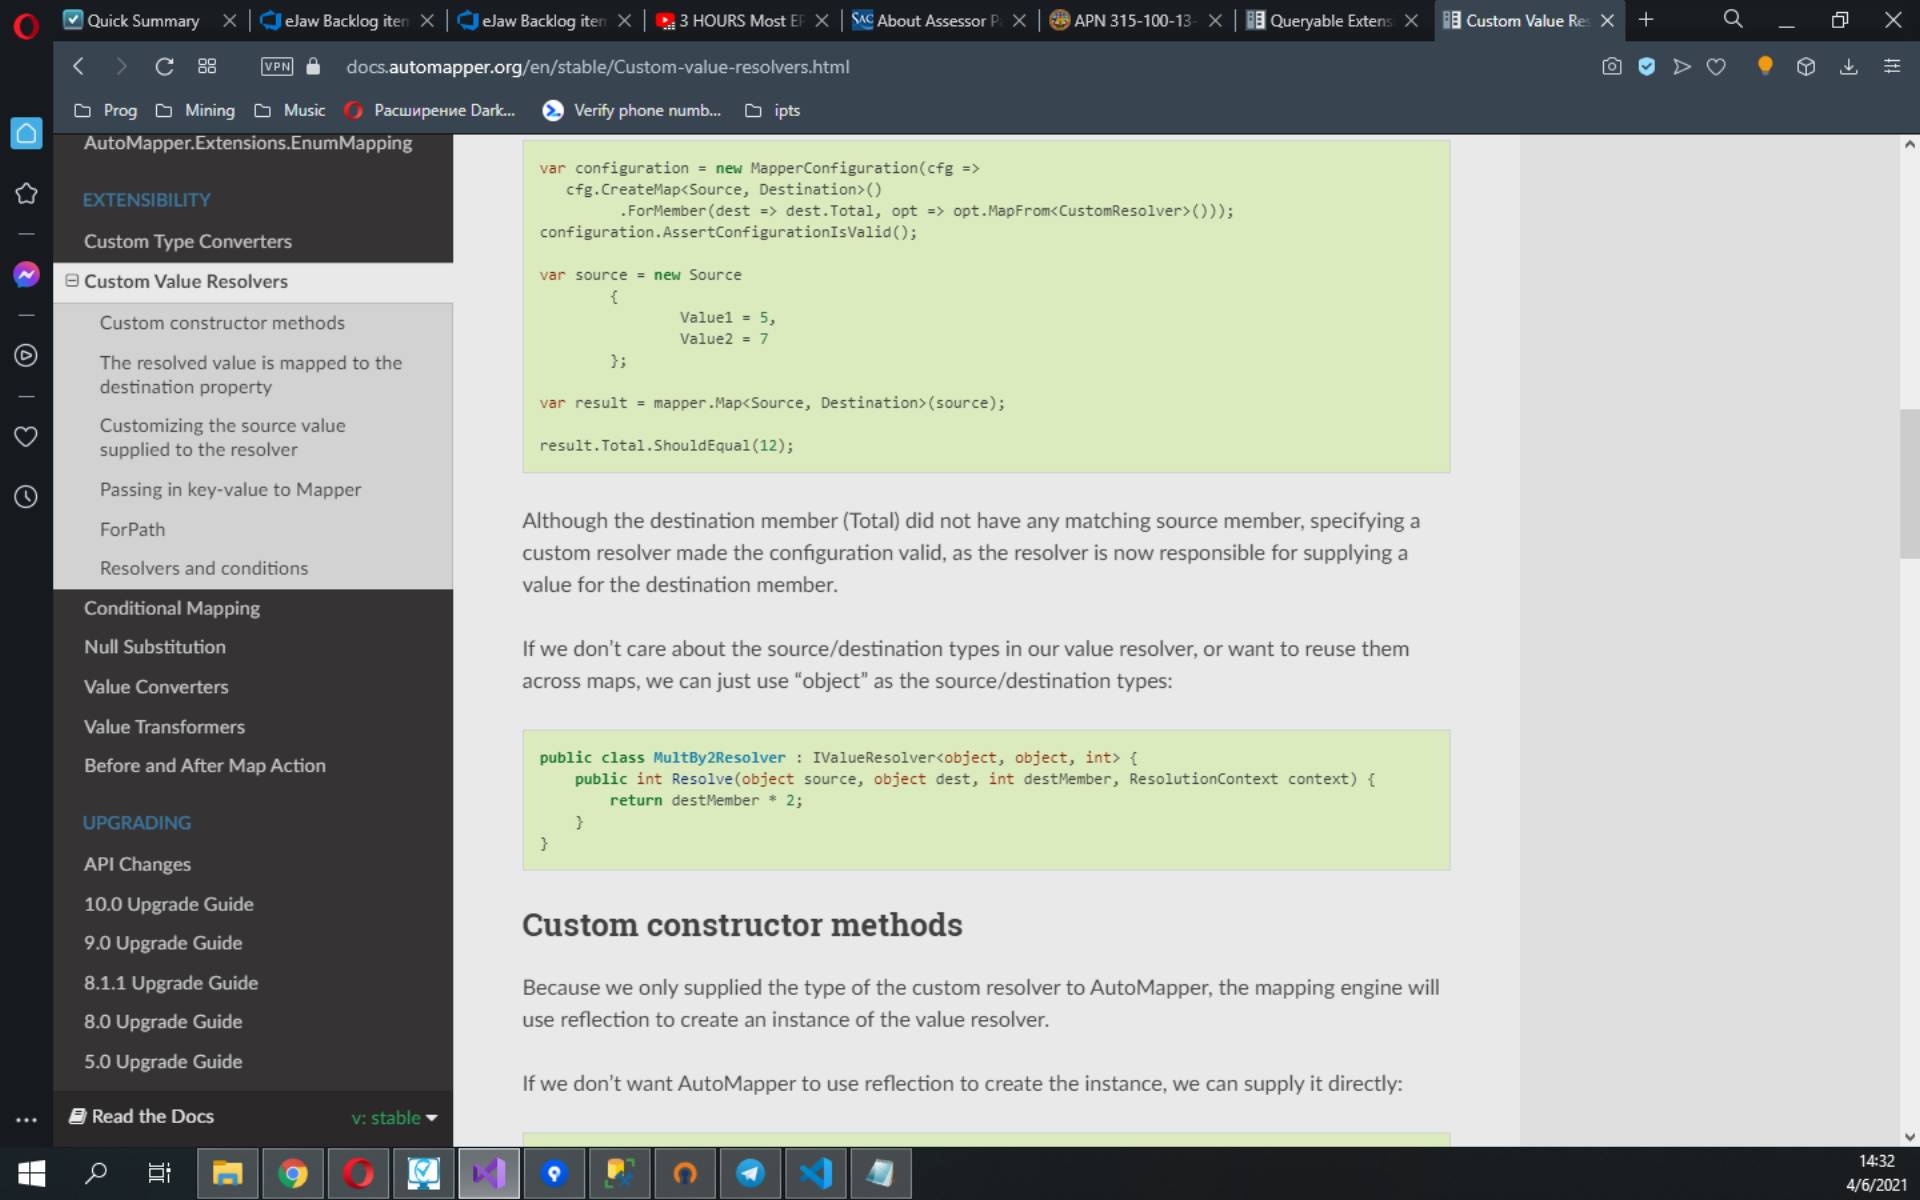 Quick Summary
eJaw Backlog iten
eJaw Backlog iten
3 HOURS Most EP
SAC About Assessor Pa
APN 315-100-13-
Queryable Extens
Custom Value Res
VPN
docs.automapper.org/en/stable/Custom-value-resolvers.html
Prog
Mining
Music
Расширение Dark...
Verify phone numb...
ipts
AutoMapper.Extensions.EnumMapping
EXTENSIBILITY
Custom Type Converters
Custom Value Resolvers
Custom constructor methods
The resolved value is mapped to the
destination property
Customizing the source value
supplied to the resolver
Passing in key-value to Mapper
ForPath
Resolvers and conditions
Conditional Mapping
Null Substitution
Value Converters
Value Transformers
Before and After Map Action
UPGRADING
API Changes
10.0 Upgrade Guide
9.0 Upgrade Guide
8.1.1 Upgrade Guide
8.0 Upgrade Guide
5.0 Upgrade Guide
Read the Docs
v: stable
var configuration = new MapperConfiguration(cfg =>
cfg.CreateMap<Source, Destination>()
.ForMember(dest => dest.Total, opt => opt.MapFrom<CustomResolver>()));
configuration.AssertConfigurationIsValid();
var source = new Source
{
Value1 = 5,
Value2 = 7
};
var result = mapper.Map<Source, Destination>(source);
result.Total.ShouldEqual(12);
Although the destination member (Total) did not have any matching source member, specifying a
custom resolver made the configuration valid, as the resolver is now responsible for supplying a
value for the destination member.
If we don’t care about the source/destination types in our value resolver, or want to reuse them
across maps, we can just use “object” as the source/destination types:
public class MultBy2Resolver : IValueResolver<object, object, int> {
public int Resolve(object source, object dest, int destMember, ResolutionContext context) {
return destMember * 2;
}
}
Custom constructor methods
Because we only supplied the type of the custom resolver to AutoMapper, the mapping engine will
use reflection to create an instance of the value resolver.
If we don’t want AutoMapper to use reflection to create the instance, we can supply it directly:
14:32
4/6/2021